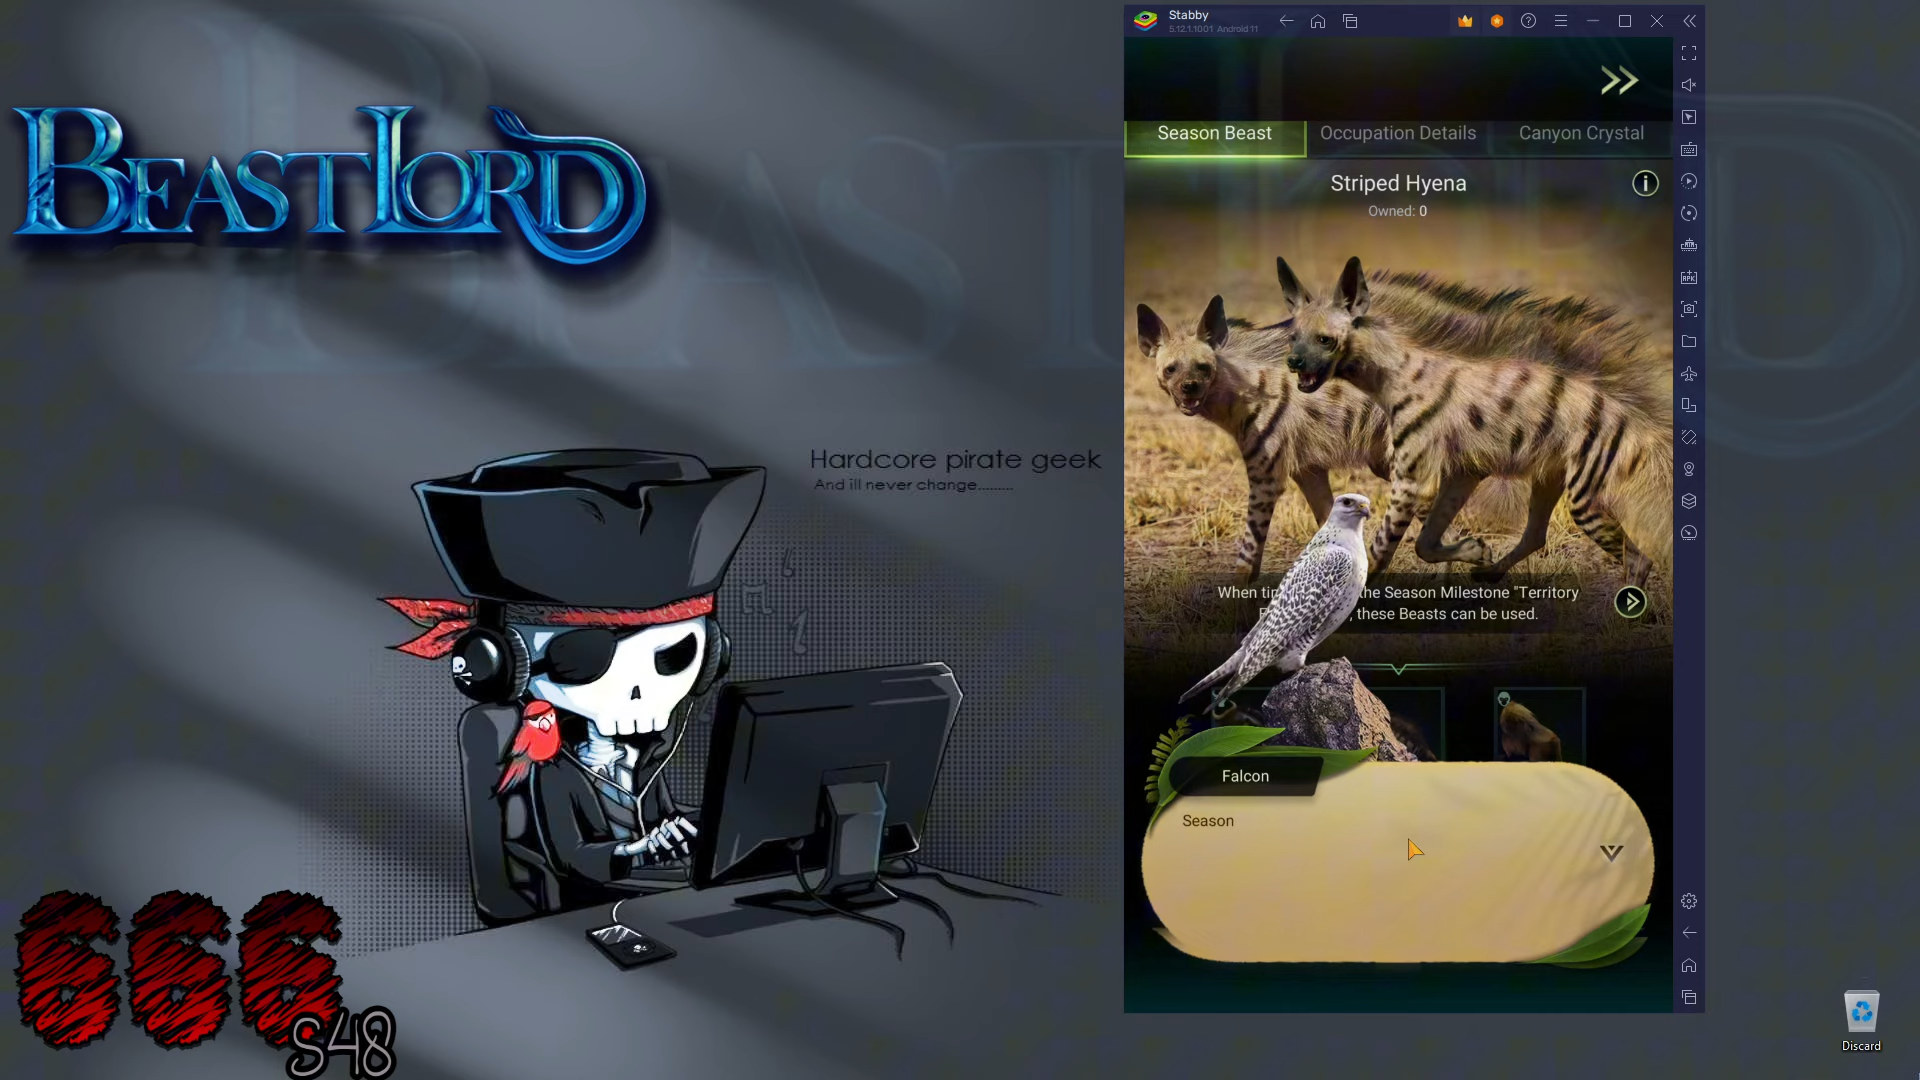 BEASTLORD
Hardcore pirate geek
And ill never change.........
666
S48
Stabby
5.12.1.1001 Android 11
Season Beast
Occupation Details
Canyon Crystal
Striped Hyena
Owned: 0
When the Season Milestone "Territory
, these Beasts can be used.
Falcon
Season
Discard